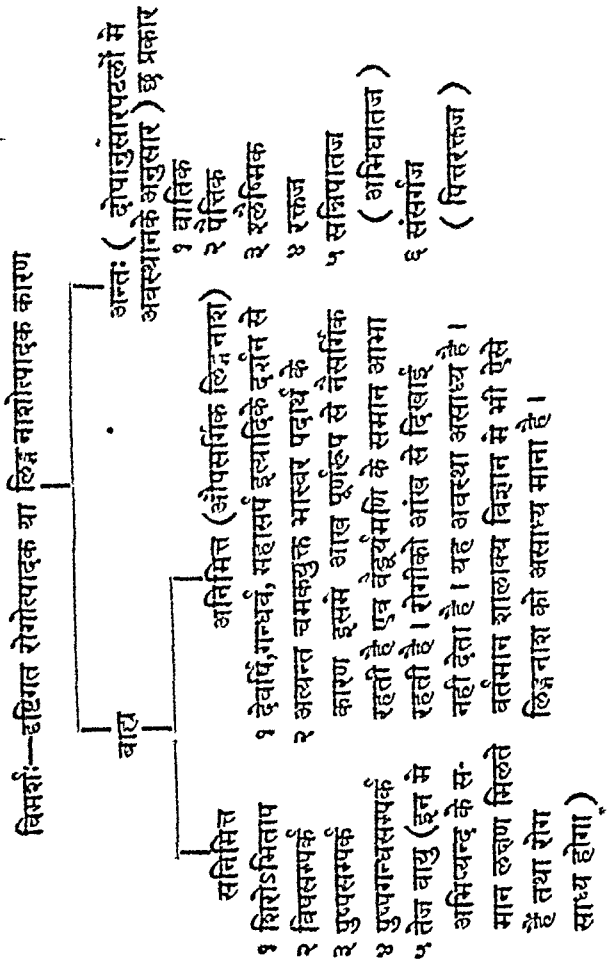 विमर्शः—दृष्टिगत रोगोत्पादक या लिङ्गनाशोत्पादक कारण
बाह्य
सनिमित्त
१ शिरोऽभिताप
२ विषसम्पर्क
३ पुष्पसम्पर्क
४ पुष्पगन्धसम्पर्क
५ तेज वायु (इन में
अभिष्यन्द के स-
मान लक्षण मिलते
हैं तथा रोग
साध्य होगा)
अनिमित्त (औपसर्गिक लिङ्गनाश)
१ देवर्षि,गन्धर्व, महासर्प इत्यादिके दर्शन से
२ अत्यन्त चमकयुक्त भास्वर पदार्थ के
कारण इसमे आख पूर्णरूप से नैसर्गिक
रहती है एव वैडूर्यमणि के समान आभा
रहती है। रोगीको आंख से दिखाई
नही देता है। यह अवस्था असाध्य है।
वर्तमान शालाक्य विज्ञान मे भी ऐसे
लिङ्गनाश को असाध्य माना है।
अन्तः ( दोषानुसारपटलों मे
अवस्थानके अनुसार ) छ प्रकार
१ वातिक
२ पैत्तिक
३ श्लैष्मिक
४ रक्तज
५ सन्निपातज
( अभिघातज )
६ संसर्गज
( पित्तरक्तज )